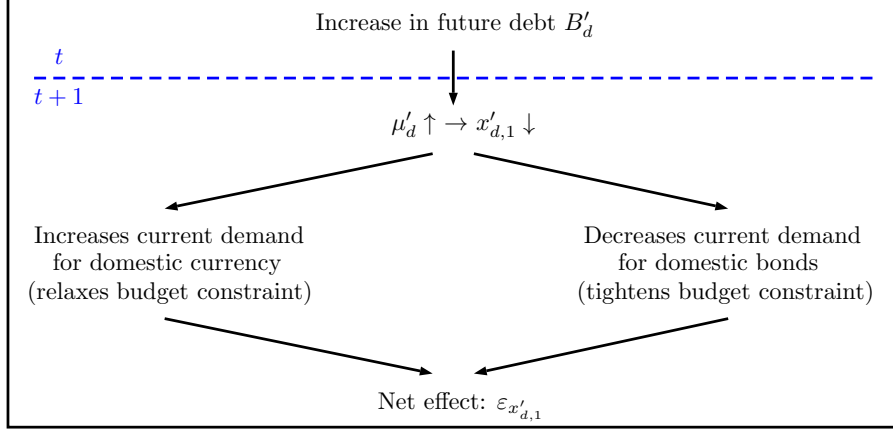 Increase in future debt B′_d
t
t + 1
μ′_d ↑ → x′_{d,1} ↓
Increases current demand
for domestic currency
(relaxes budget constraint)
Decreases current demand
for domestic bonds
(tightens budget constraint)
Net effect: ε_{x′_{d,1}}